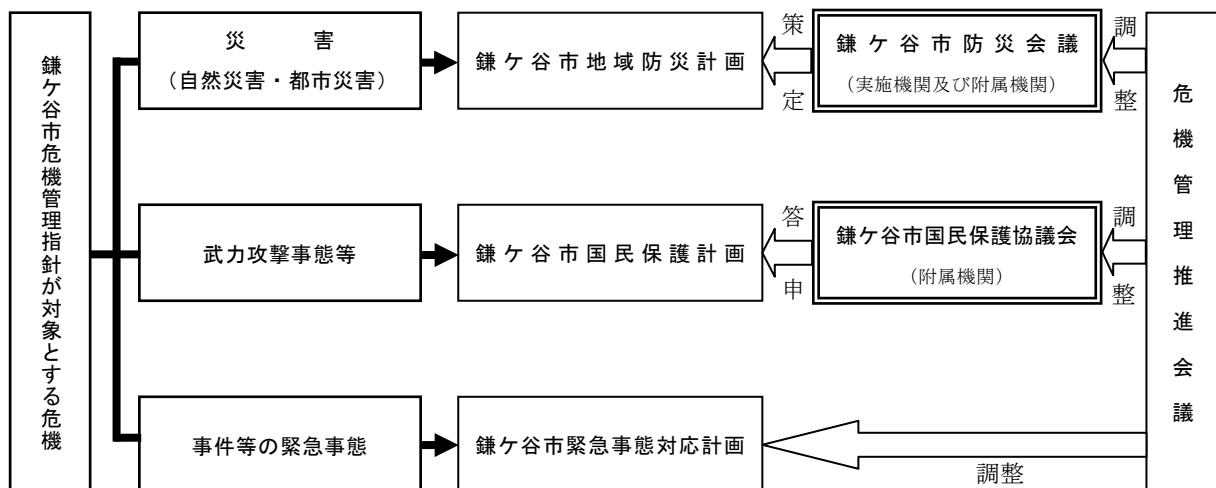 鎌ケ谷市危機管理指針が対象とする危機
災　　害
（自然災害・都市災害）
鎌ケ谷市地域防災計画
策定
鎌ケ谷市防災会議
（実施機関及び附属機関）
調整
武力攻撃事態等
鎌ケ谷市国民保護計画
答申
鎌ケ谷市国民保護協議会
（附属機関）
調整
事件等の緊急事態
鎌ケ谷市緊急事態対応計画
調整
危機管理推進会議